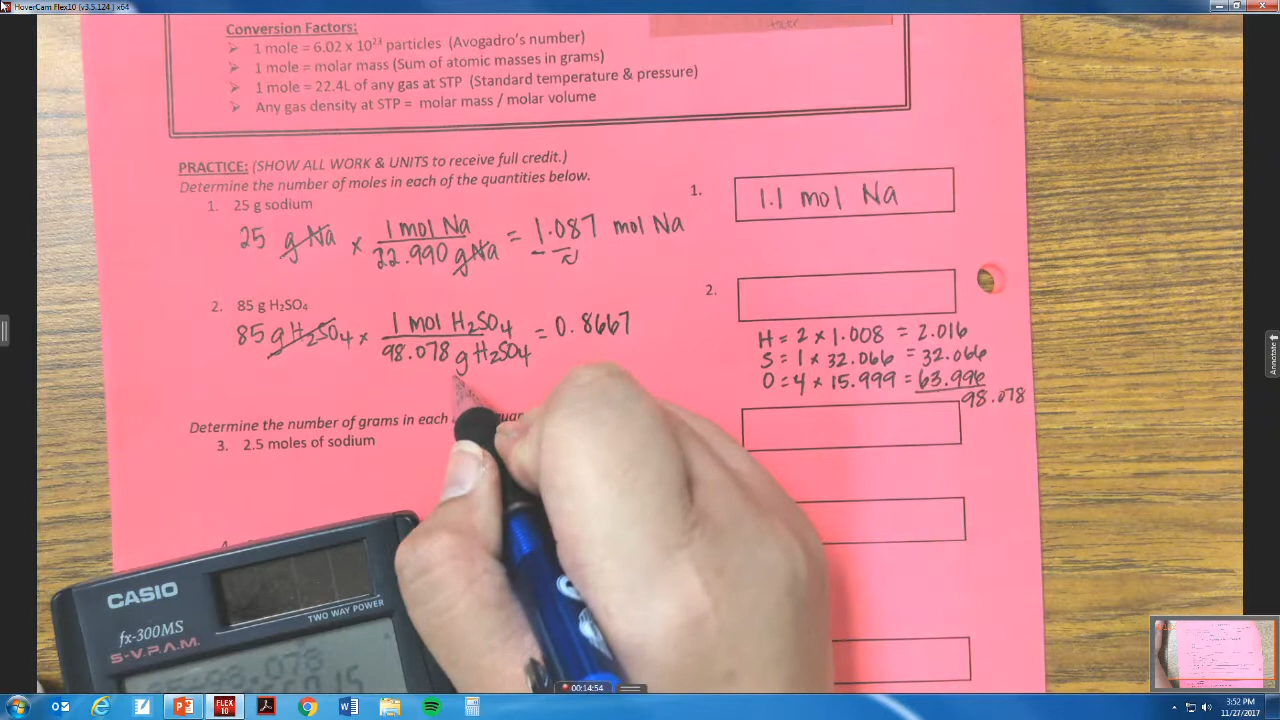 HoverCam Flex10 (v3.5.124) x64
Conversion Factors:
➢ 1 mole = 6.02 x 10²³ particles (Avogadro's number)
➢ 1 mole = molar mass (Sum of atomic masses in grams)
➢ 1 mole = 22.4L of any gas at STP (Standard temperature & pressure)
➢ Any gas density at STP = molar mass / molar volume
PRACTICE: (SHOW ALL WORK & UNITS to receive full credit.)
Determine the number of moles in each of the quantities below.
1. 25 g sodium
25 g Na × 1 mol Na / 22.990 g Na = 1.087 mol Na
1. 1.1 mol Na
2. 85 g H₂SO₄
85 g H₂SO₄ × 1 mol H₂SO₄ / 98.078 g H₂SO₄ = 0.8667
2.
H = 2 × 1.008 = 2.016
S = 1 × 32.066 = 32.066
O = 4 × 15.999 = 63.996
98.078
Determine the number of grams in each
3. 2.5 moles of sodium
CASIO
TWO WAY POWER
fx-300MS
S-V.P.A.M.
078
Annotate
00:14:54
FLEX 10
3:52 PM
11/27/2017